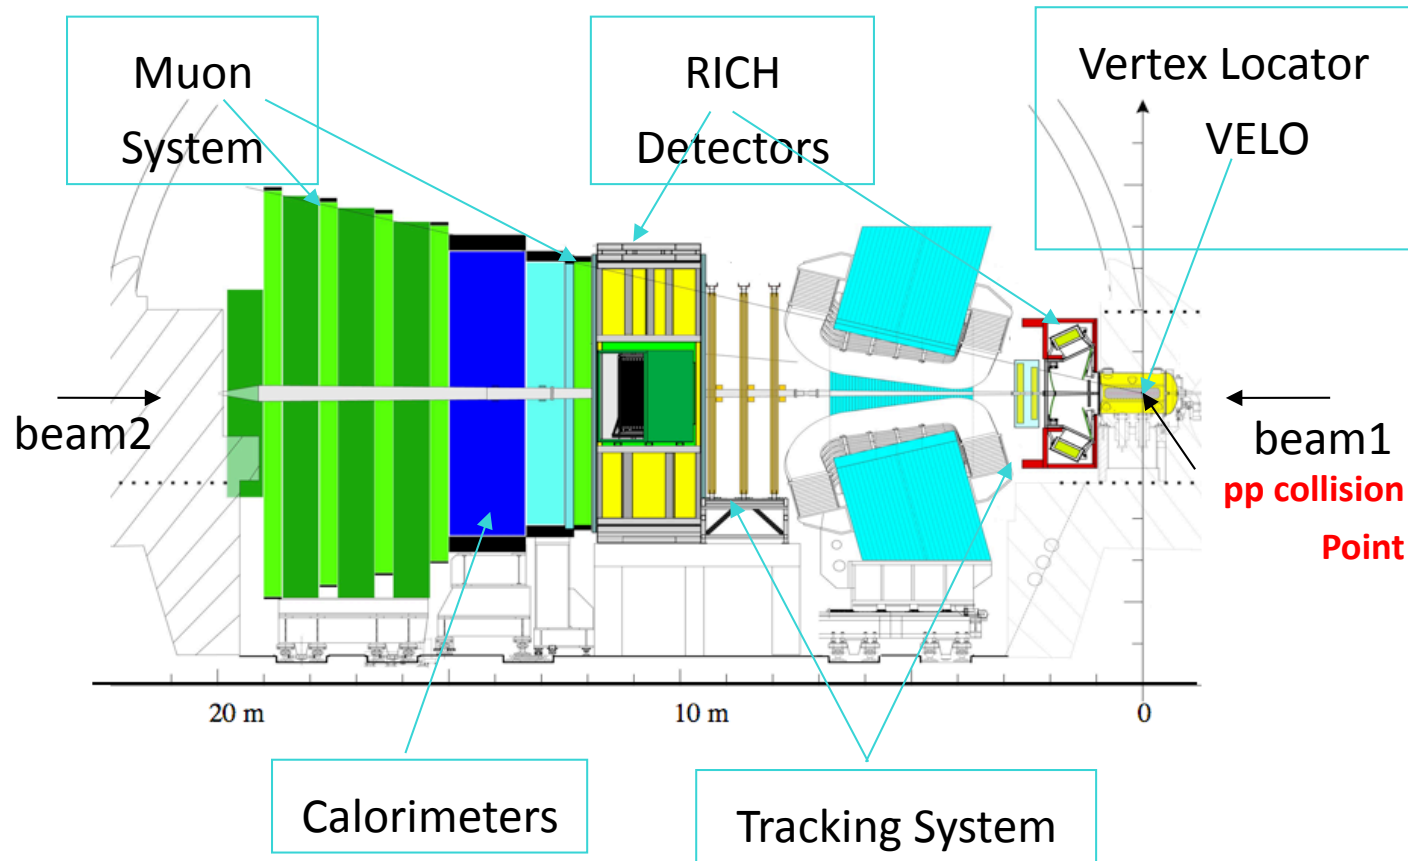 Muon
System
RICH
Detectors
Vertex Locator
VELO
beam2
beam1
pp collision
Point
20 m
10 m
0
Calorimeters
Tracking System